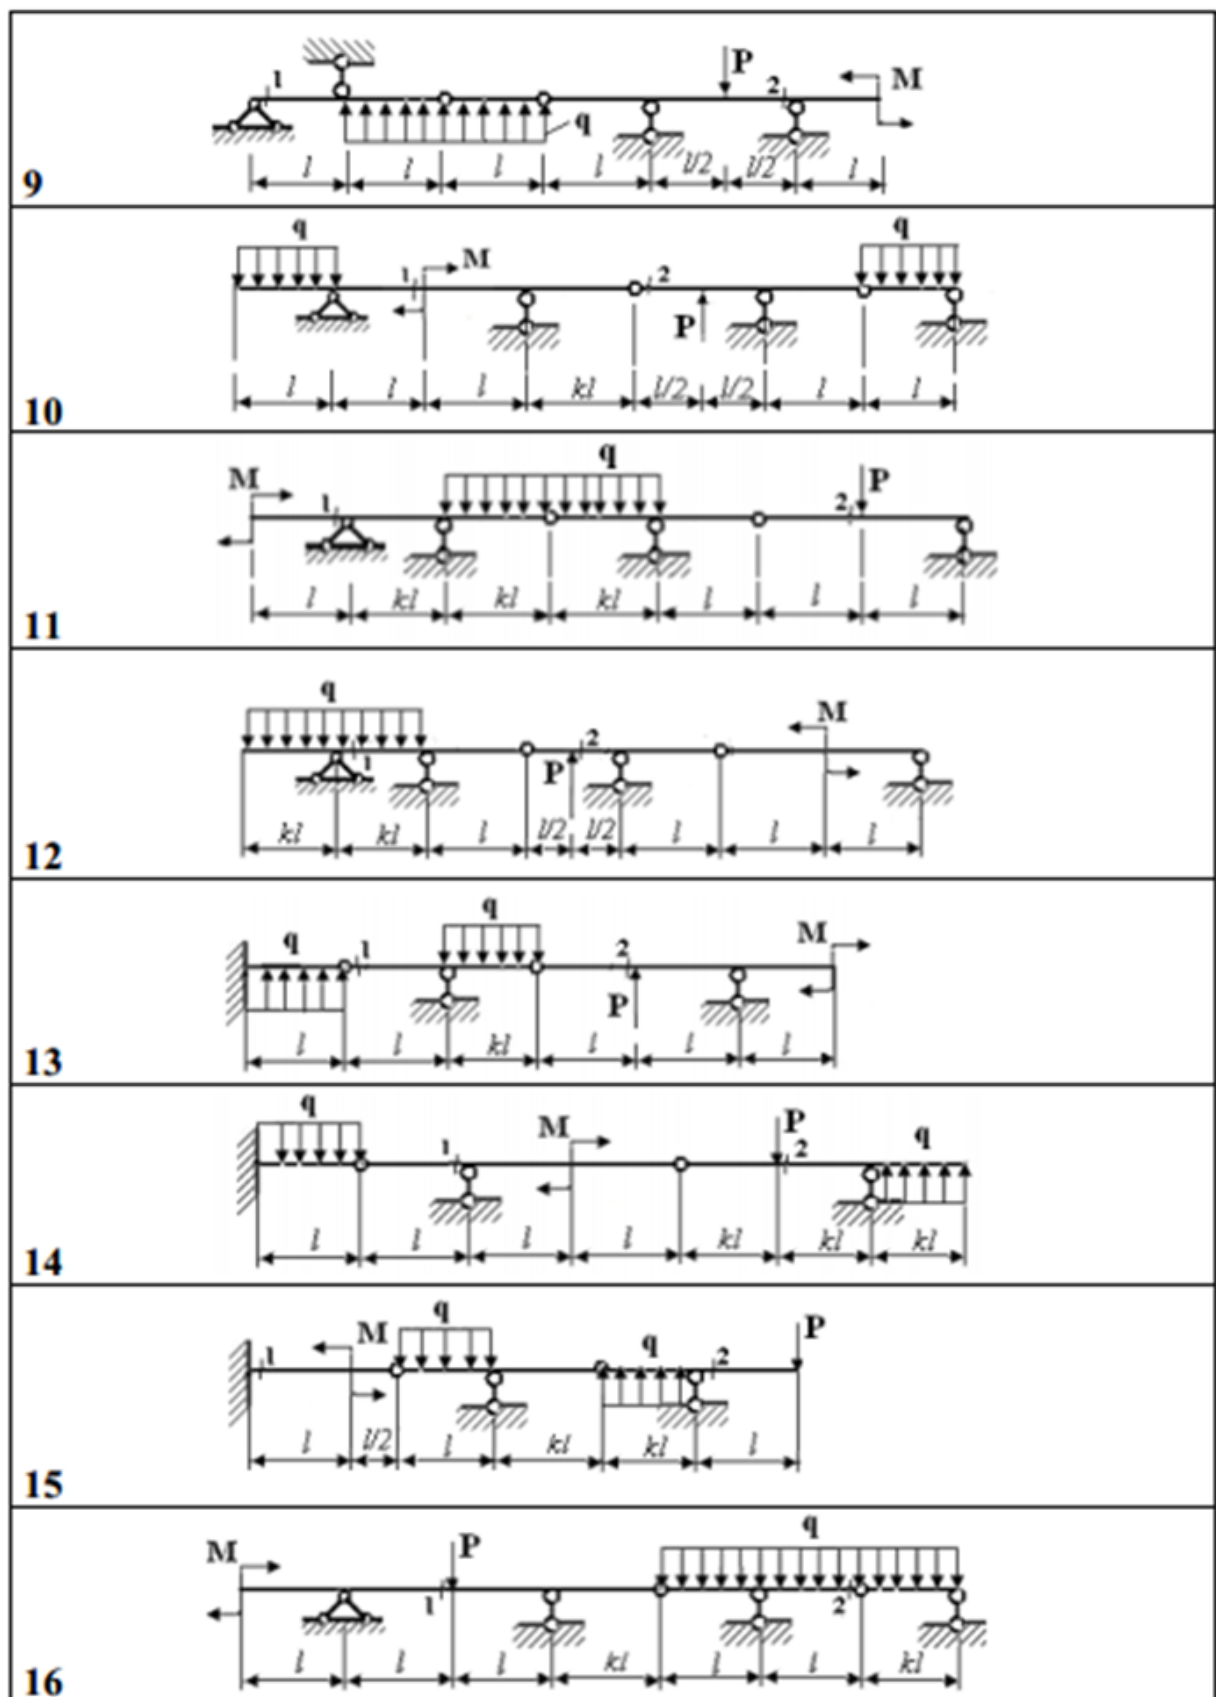 1 P 2 M
q
9 l l l l l/2 l/2 l
q q
1 M 2
P
10 l l l kl l/2 l/2 l l
q
M 1 2 P
11 l kl kl kl l l l
q M
1 P 2
12 kl kl l l/2 l/2 l l l
q
q 1 2 M
P
13 l l kl l l l
q P q
1 M 2
14 l l l l kl kl kl
q P
1 M q 2
15 l l/2 l kl kl l
q
M P
1 2
16 l l l kl l l kl